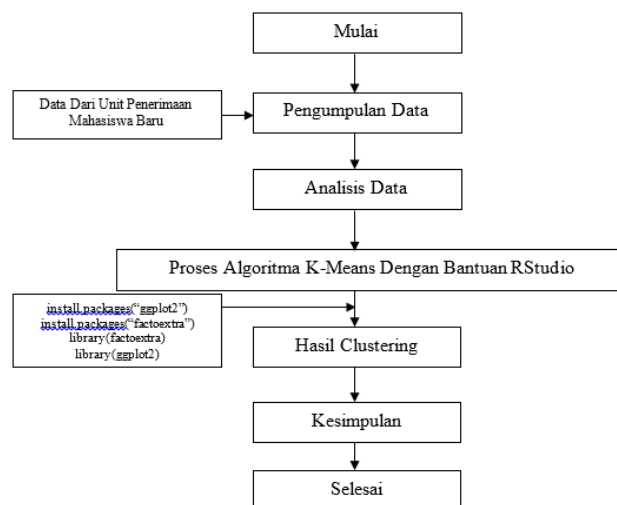 Mulai
Data Dari Unit Penerimaan
Mahasiswa Baru
Pengumpulan Data
Analisis Data
Proses Algoritma K-Means Dengan Bantuan RStudio
install.packages(“ggplot2”)
install.packages(“factoextra”)
library(factoextra)
library(ggplot2)
Hasil Clustering
Kesimpulan
Selesai